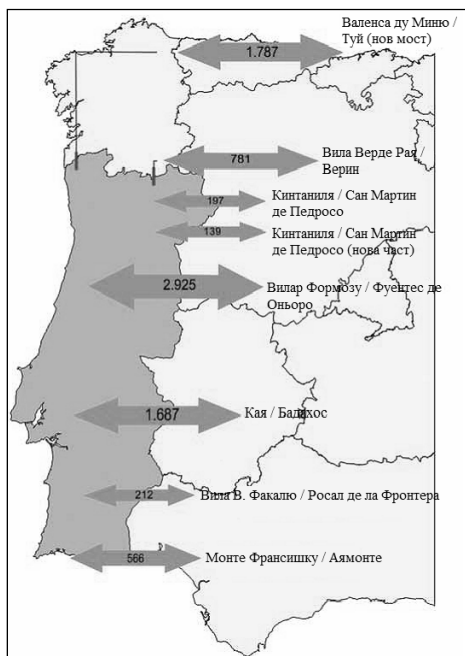 Валенса ду Миню /
Туй (нов мост)
1.787
781
Вила Верде Рая /
Верин
197
Кинтаниля / Сан Мартин
де Педросо
139
Кинтаниля / Сан Мартин
де Педросо (нова част)
2.925
Вилар Формозу / Фуентес де
Оньоро
1.687
Кая / Бадахос
212
Вила В. Факалю / Росал де ла Фронтера
566
Монте Франсишку / Аямонте